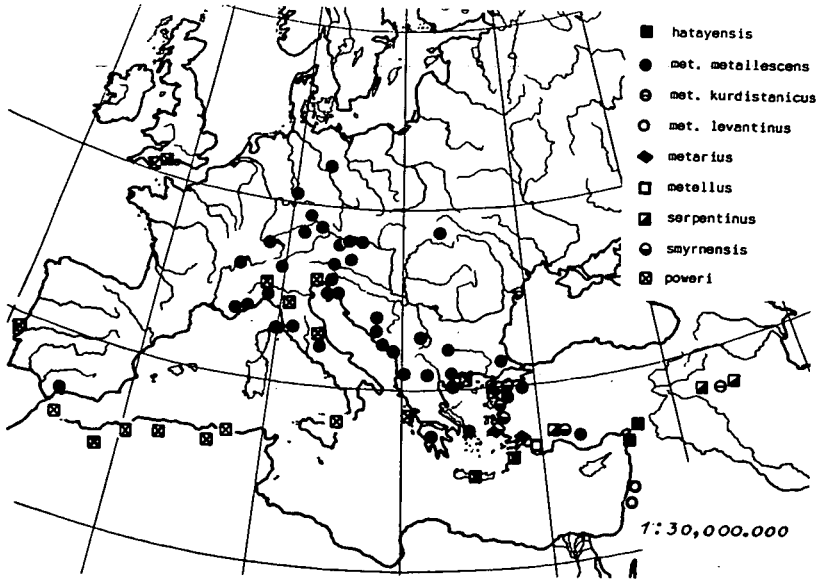 hatayensis
met. metallescens
met. kurdistanicus
met. levantinus
metarius
metellus
serpentinus
smyrnensis
poweri
1:30,000.000